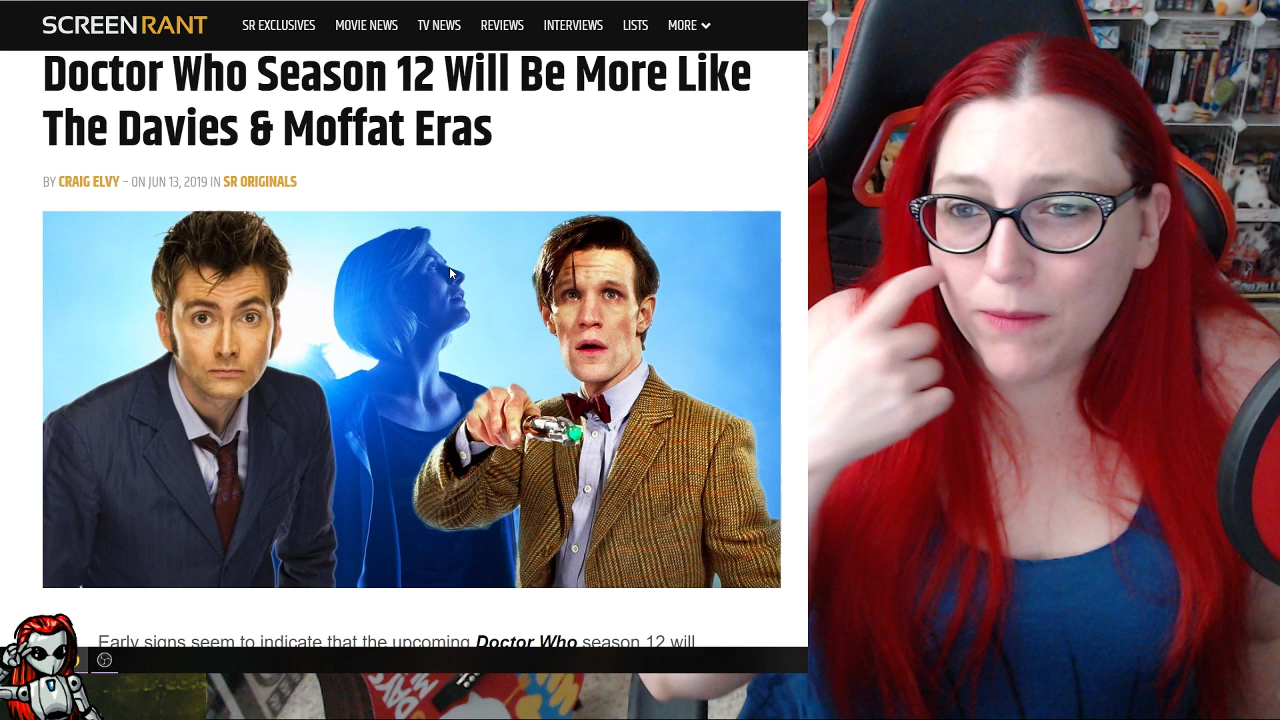 SCREENRANT SR EXCLUSIVES MOVIE NEWS TV NEWS REVIEWS INTERVIEWS LISTS MORE
Doctor Who Season 12 Will Be More Like
The Davies & Moffat Eras
BY CRAIG ELVY – ON JUN 13, 2019 IN SR ORIGINALS
Early signs seem to indicate that the upcoming Doctor Who season 12 will